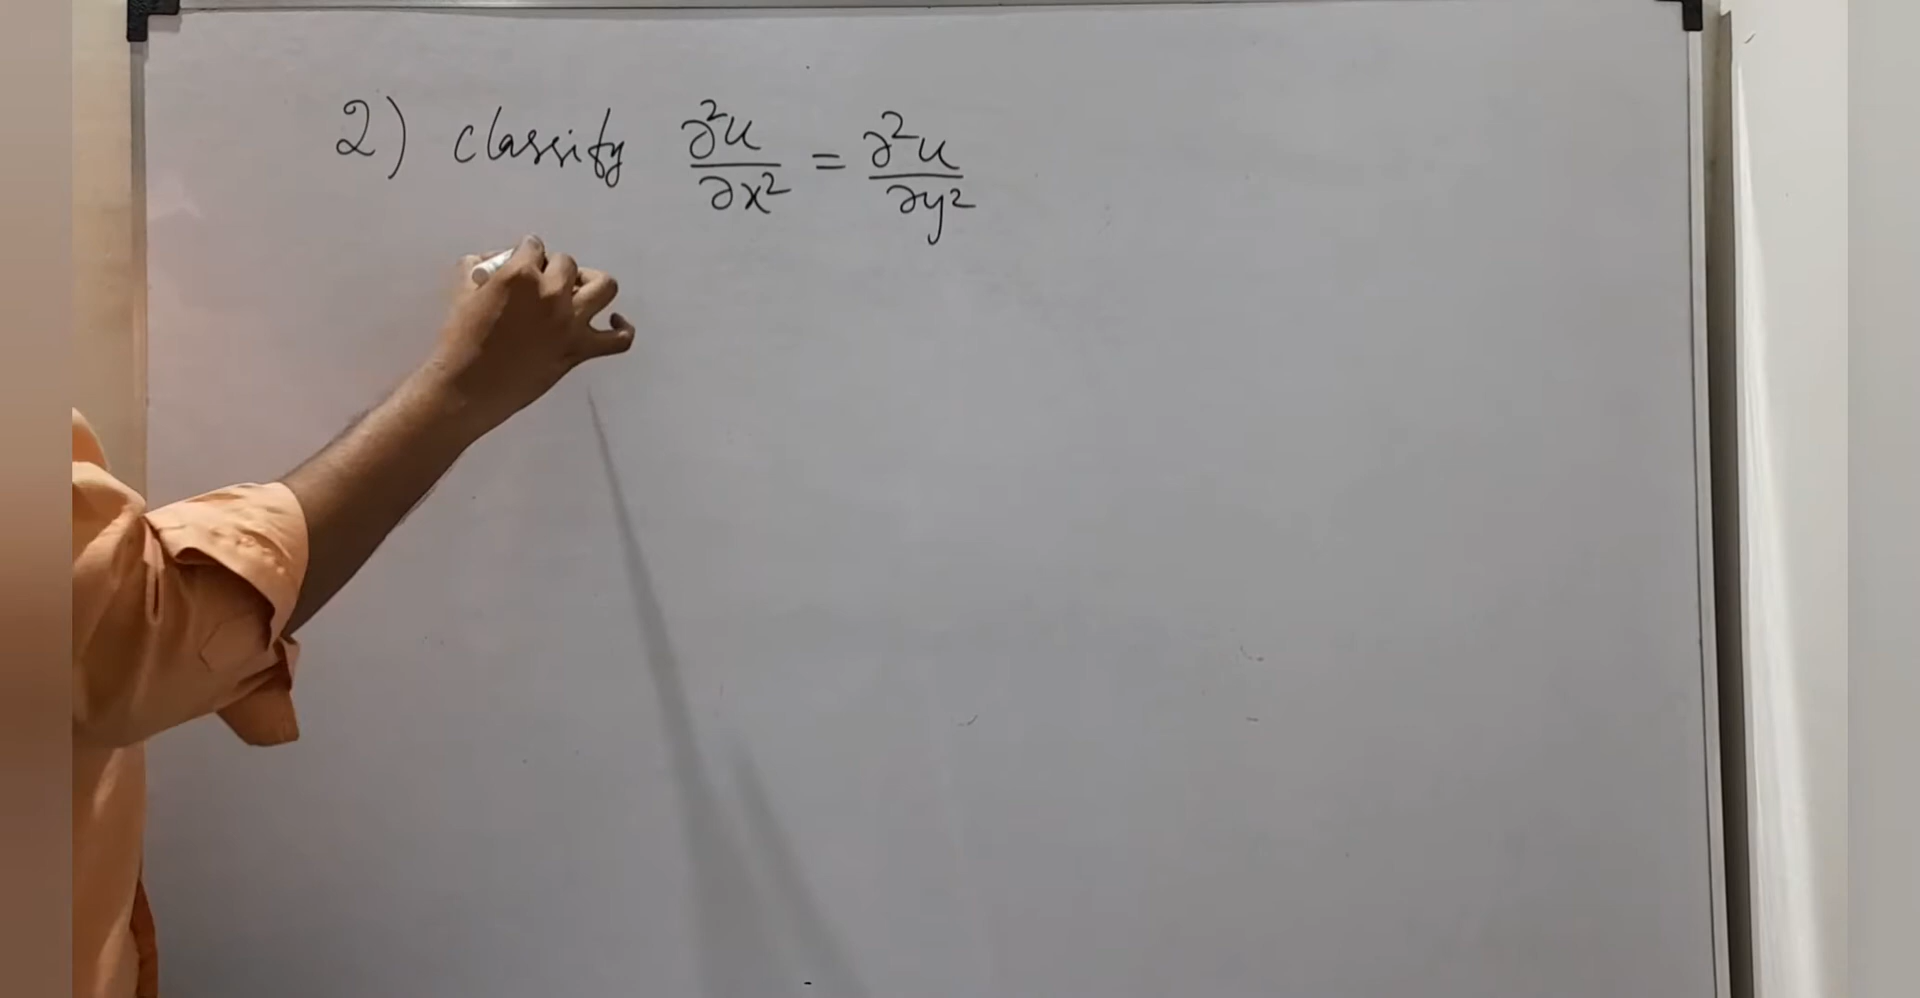 2) classify ∂²u/∂x² = ∂²u/∂y²